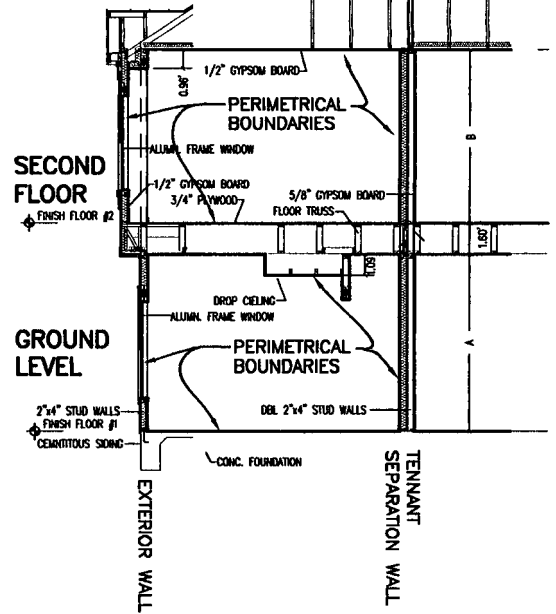 1/2" GYPSOM BOARD
0.96'
PERIMETRICAL
BOUNDARIES
ALUMN. FRAME WINDOW
SECOND
FLOOR
1/2" GYPSOM BOARD
3/4" PLYWOOD
5/8" GYPSOM BOARD
FLOOR TRUSS
FINISH FLOOR #2
B
1.60'
1.09
DROP CIELING
ALUMN. FRAME WINDOW
GROUND
LEVEL
PERIMETRICAL
BOUNDARIES
A
2"x4" STUD WALLS
FINISH FLOOR #1
DBL 2"x4" STUD WALLS
CEMNTITOUS SIDING
CONC. FOUNDATION
EXTERIOR WALL
TENNANT
SEPARATION WALL